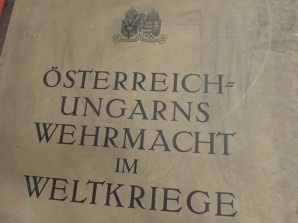 ÖSTERREICH-
UNGARNS
WEHRMACHT
IM
WELTKRIEGE